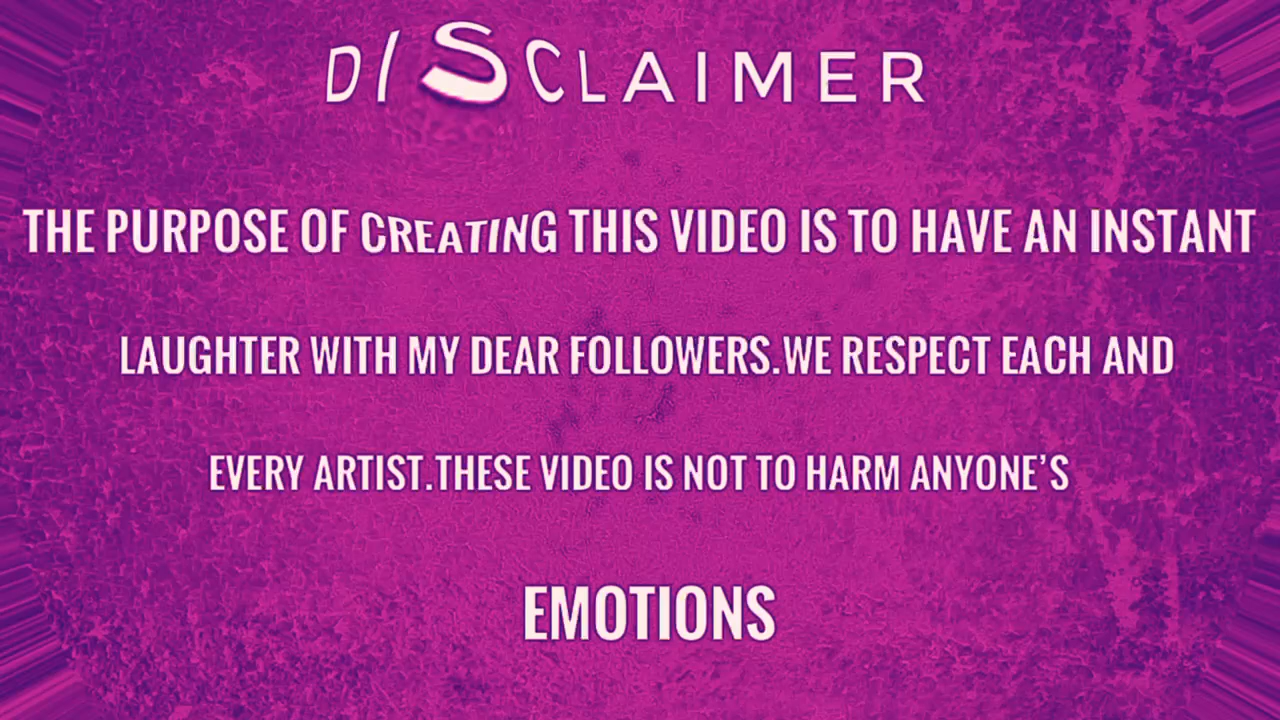 DISCLAIMER
THE PURPOSE OF CREATING THIS VIDEO IS TO HAVE AN INSTANT
LAUGHTER WITH MY DEAR FOLLOWERS.WE RESPECT EACH AND
EVERY ARTIST.THESE VIDEO IS NOT TO HARM ANYONE’S
EMOTIONS